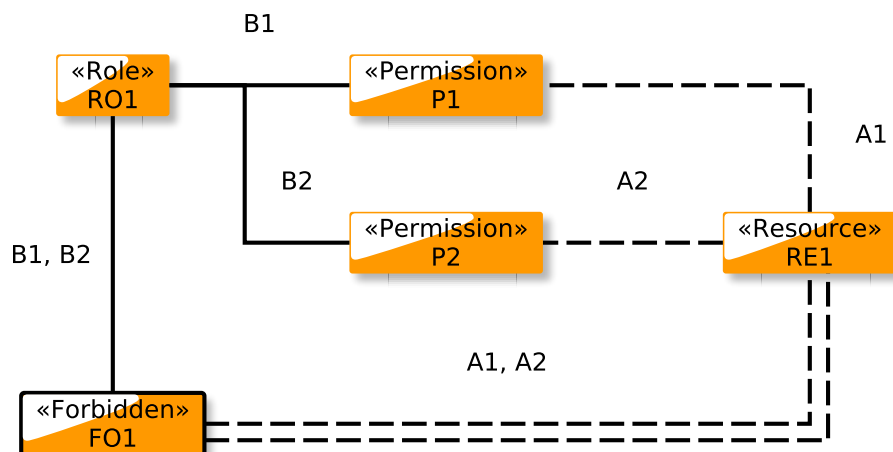 B1
«Role»
RO1
«Permission»
P1
A1
B2
A2
«Permission»
P2
«Resource»
RE1
B1, B2
A1, A2
«Forbidden»
FO1